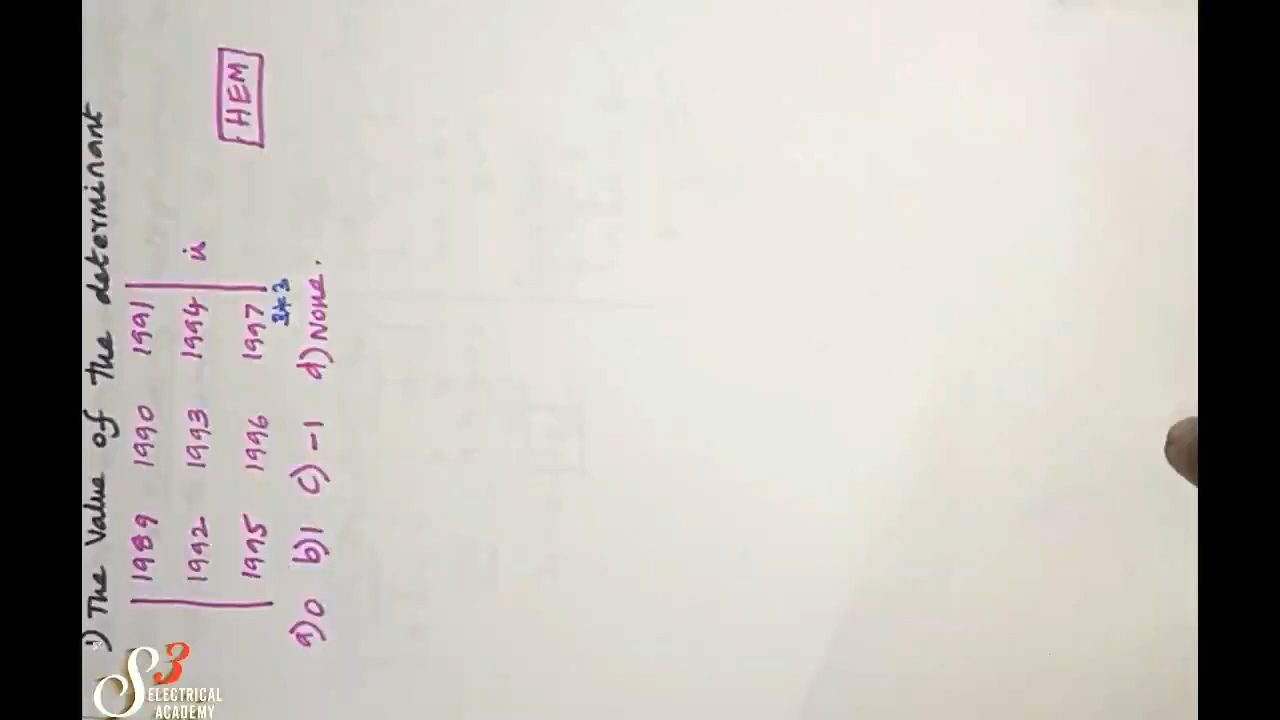 1) The value of the determinant
1989 1990 1991
1992 1993 1994 is
1995 1996 1997
3*3
HEM
a) 0 b) 1 c) -1 d) None.
S3
ELECTRICAL
ACADEMY